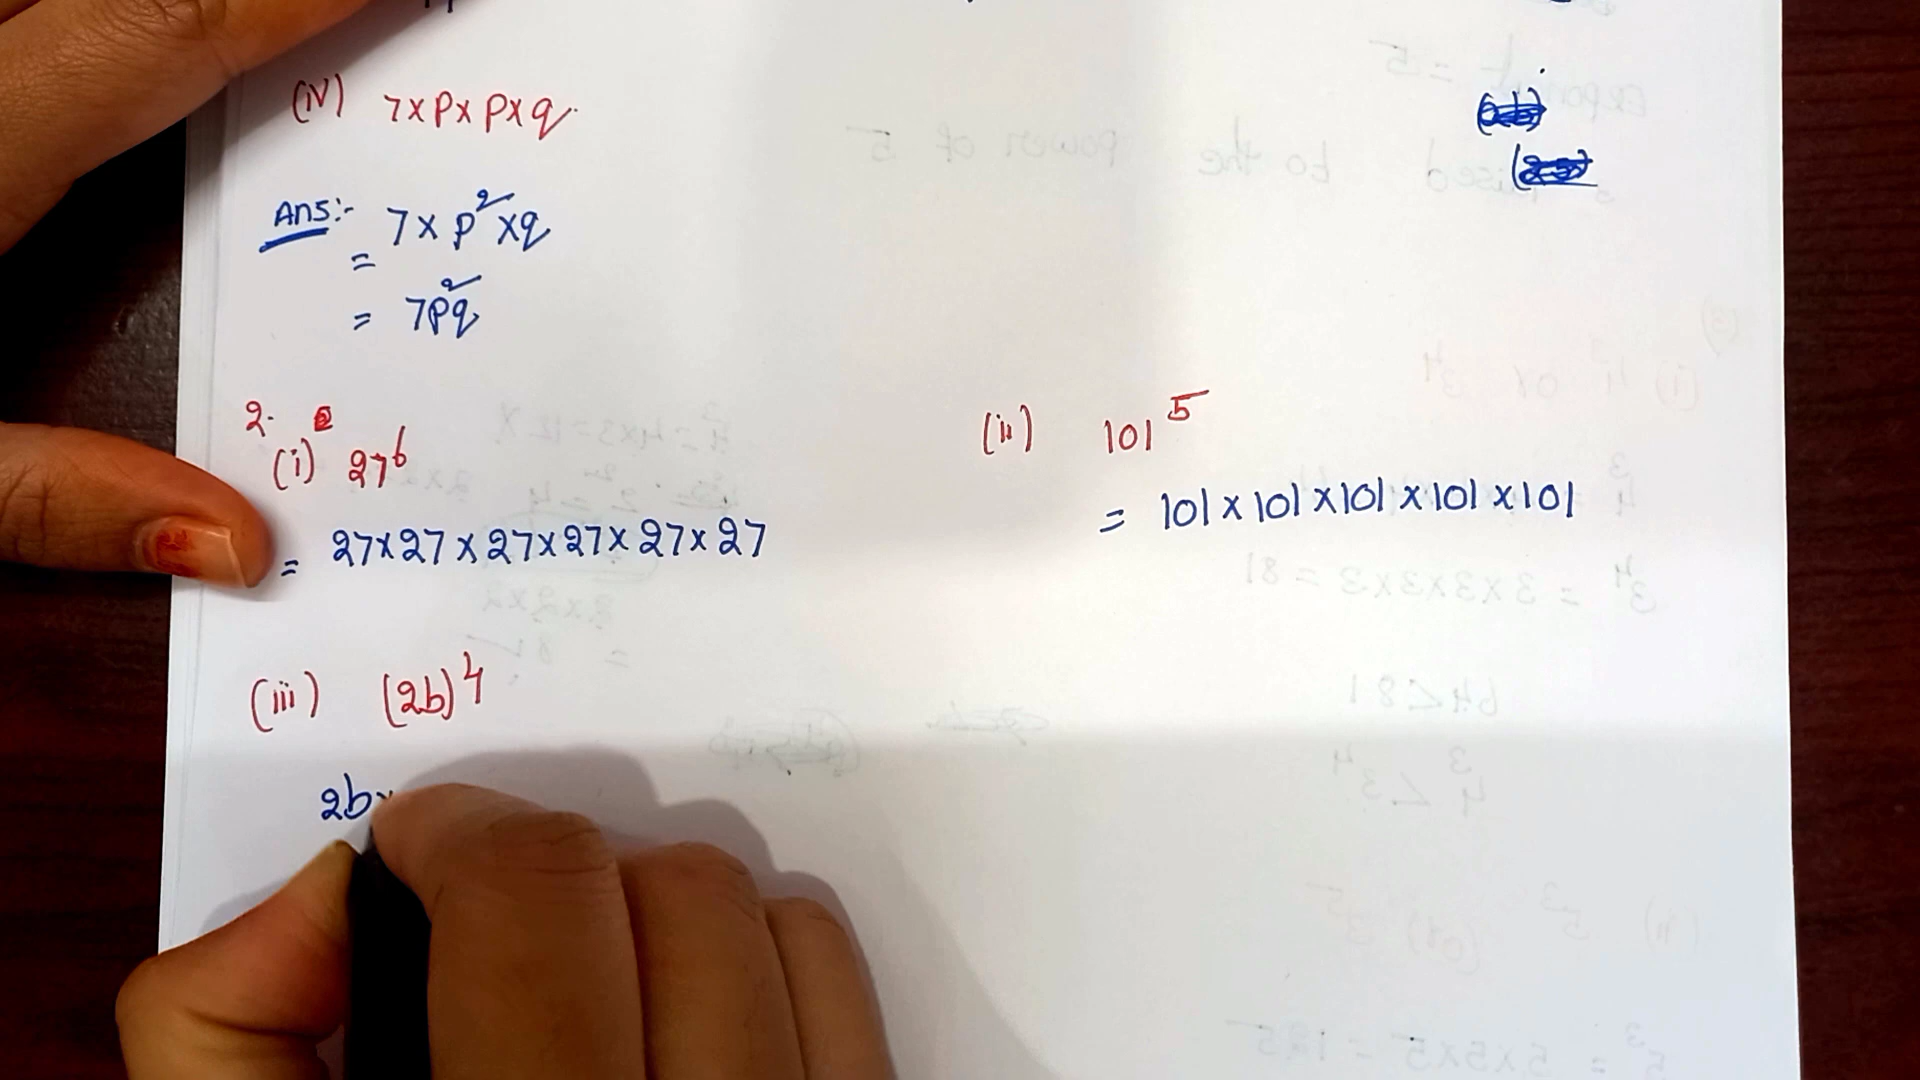 (iv) 7×p×p×q.
Ans:- 7×p²×q
=
= 7p²q
2.
(i) 27⁶
= 27×27×27×27×27×27
(ii) 101⁵
= 101×101×101×101×101
(iii) (2b)⁴
2b×